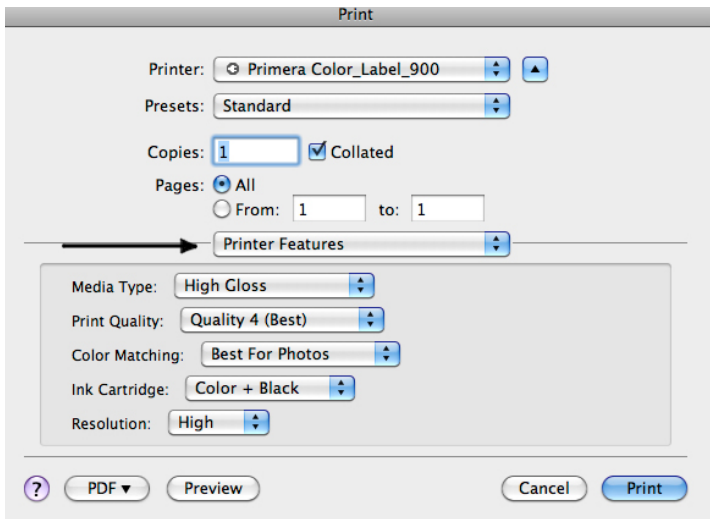 Print
Printer: Primera Color_Label_900
Presets: Standard
Copies: 1 Collated
Pages: All
From: 1 to: 1
Printer Features
Media Type: High Gloss
Print Quality: Quality 4 (Best)
Color Matching: Best For Photos
Ink Cartridge: Color + Black
Resolution: High
? PDF ▼ Preview Cancel Print